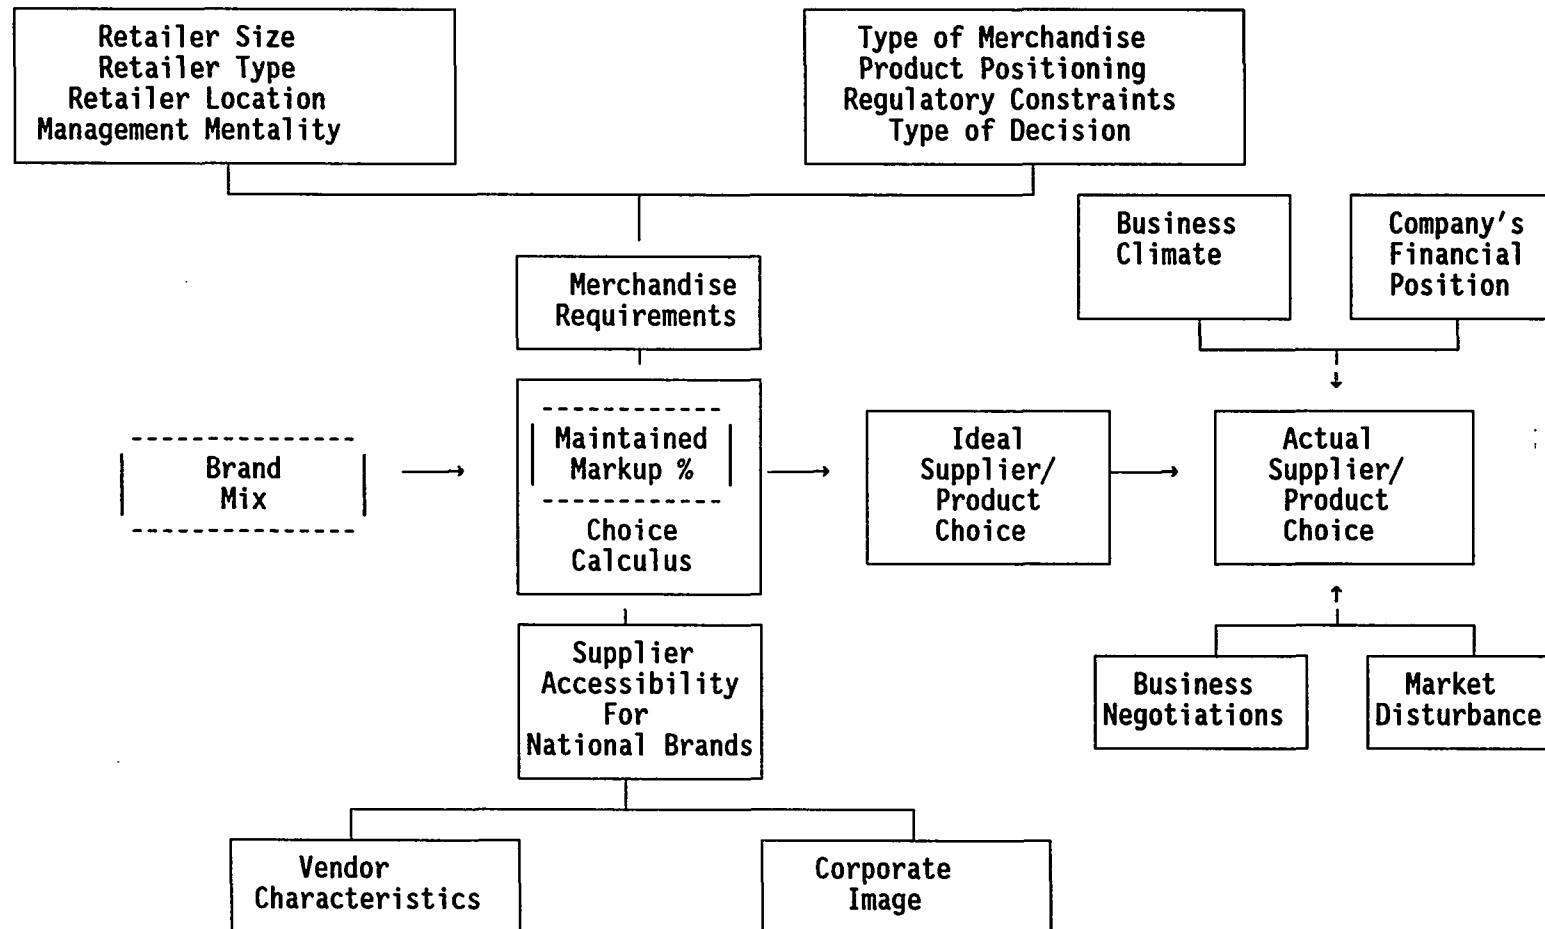 Retailer Size
Retailer Type
Retailer Location
Management Mentality
Type of Merchandise
Product Positioning
Regulatory Constraints
Type of Decision
Business
Climate
Company's
Financial
Position
Merchandise
Requirements
Brand
Mix
Maintained
Markup %
Choice
Calculus
Ideal
Supplier/
Product
Choice
Actual
Supplier/
Product
Choice
Supplier
Accessibility
For
National Brands
Business
Negotiations
Market
Disturbance
Vendor
Characteristics
Corporate
Image